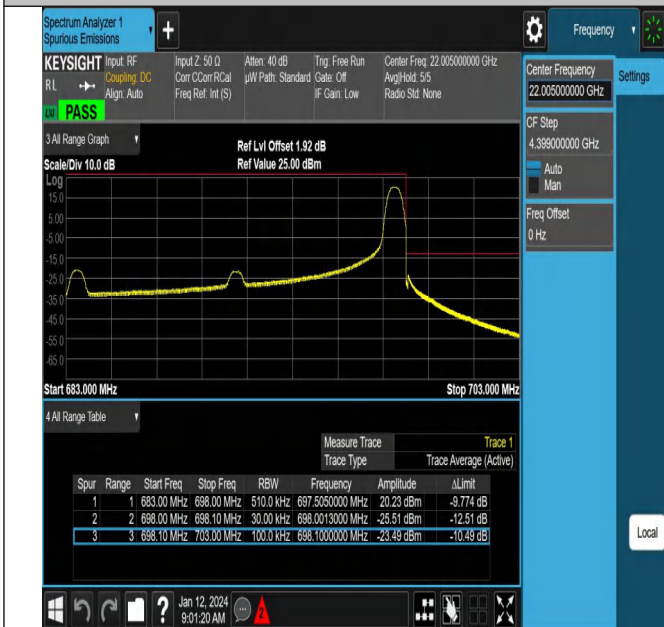 Spectrum Analyzer 1
Spurious Emissions
+
Frequency
KEYSIGHT
RL
PASS
Input: RF
Coupling: DC
Align: Auto
Input Z: 50 Ω
Corr CCorr RCal
Freq Ref: Int (S)
Atten: 40 dB
µW Path: Standard
Trig: Free Run
Gate: Off
IF Gain: Low
Center Freq: 22.005000000 GHz
Avg|Hold: 5/5
Radio Std: None
Center Frequency
22.005000000 GHz
Settings
CF Step
4.399000000 GHz
Auto
Man
Freq Offset
0 Hz
3 All Range Graph
Scale/Div 10.0 dB
Ref Lvl Offset 1.92 dB
Ref Value 25.00 dBm
Log
15.0
5.00
-5.00
-15.0
-25.0
-35.0
-45.0
-55.0
-65.0
Start 683.000 MHz
Stop 703.000 MHz
4 All Range Table
Measure Trace Trace 1
Trace Type Trace Average (Active)
Spur Range Start Freq Stop Freq RBW Frequency Amplitude ΔLimit
1 1 683.00 MHz 698.00 MHz 510.0 kHz 697.5050000 MHz 20.23 dBm -9.774 dB
2 2 698.00 MHz 698.10 MHz 30.00 kHz 698.0013000 MHz -25.51 dBm -12.51 dB
3 3 698.10 MHz 703.00 MHz 100.0 kHz 698.1000000 MHz -23.49 dBm -10.49 dB
Local
?
Jan 12, 2024
9:01:20 AM
2